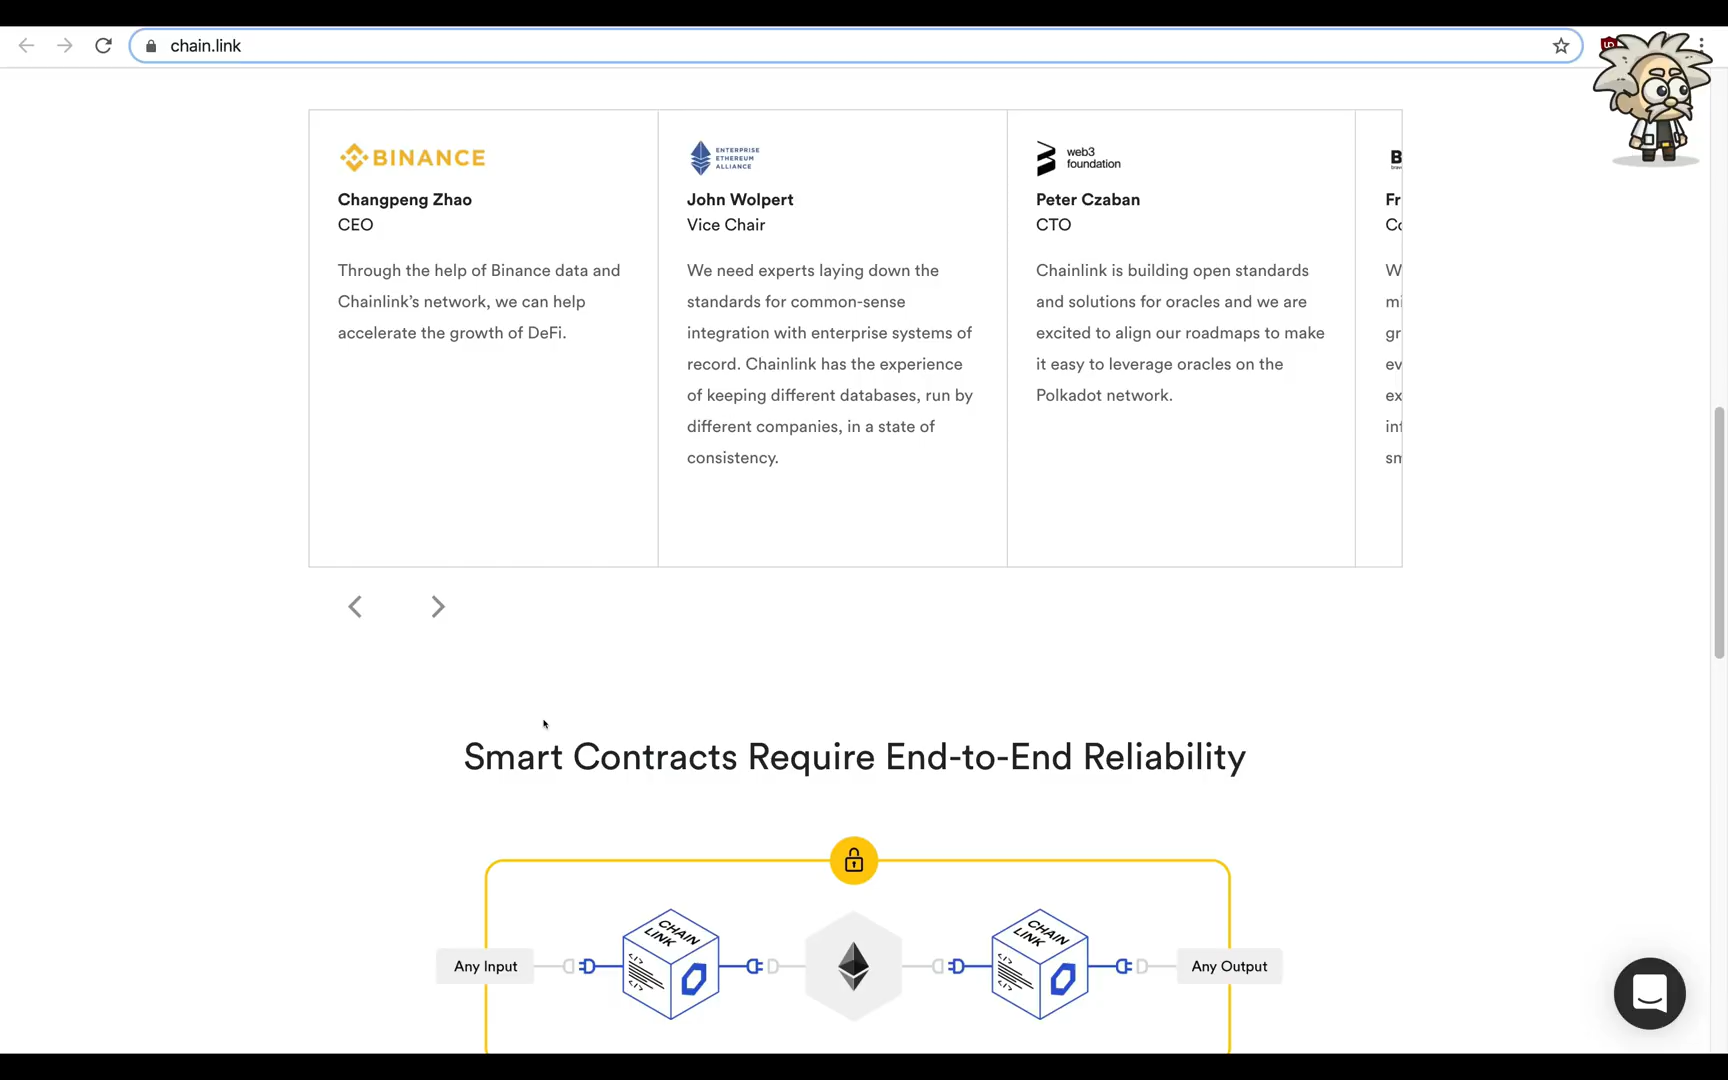 chain.link
BINANCE
Changpeng Zhao
CEO
Through the help of Binance data and
Chainlink’s network, we can help
accelerate the growth of DeFi.
ENTERPRISE
ETHEREUM
ALLIANCE
John Wolpert
Vice Chair
We need experts laying down the
standards for common-sense
integration with enterprise systems of
record. Chainlink has the experience
of keeping different databases, run by
different companies, in a state of
consistency.
web3
foundation
Peter Czaban
CTO
Chainlink is building open standards
and solutions for oracles and we are
excited to align our roadmaps to make
it easy to leverage oracles on the
Polkadot network.
Smart Contracts Require End-to-End Reliability
Any Input
CHAIN
LINK
CHAIN
LINK
Any Output